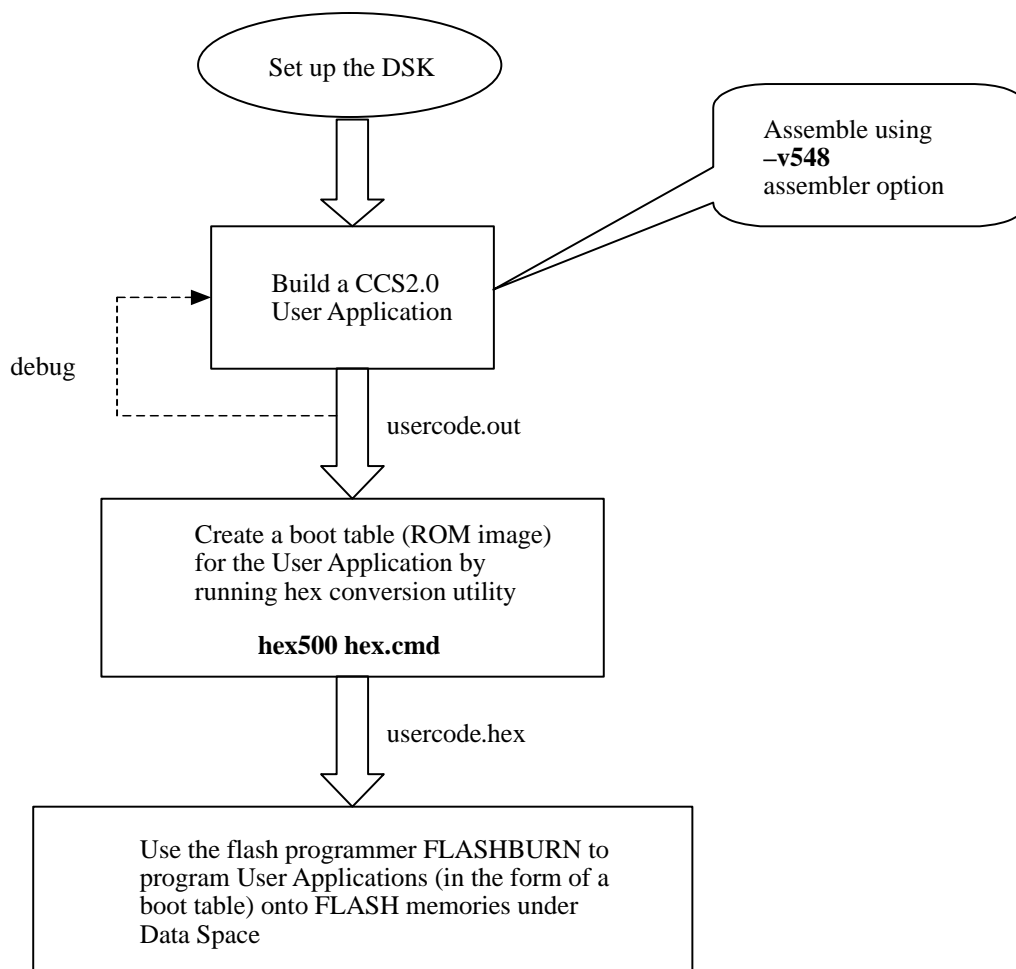 Set up the DSK
Assemble using
–v548
assembler option
Build a CCS2.0
User Application
debug
usercode.out
Create a boot table (ROM image)
for the User Application by
running hex conversion utility
hex500 hex.cmd
usercode.hex
Use the flash programmer FLASHBURN to
program User Applications (in the form of a
boot table) onto FLASH memories under
Data Space